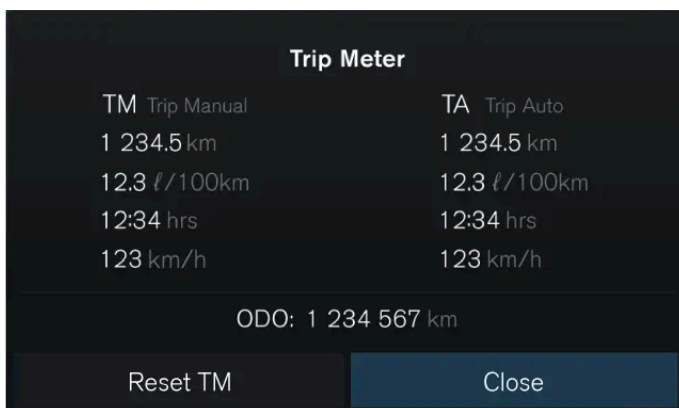 Trip Meter
TM Trip Manual
1 234.5 km
12.3 ℓ/100km
12:34 hrs
123 km/h
TA Trip Auto
1 234.5 km
12.3 ℓ/100km
12:34 hrs
123 km/h
ODO: 1 234 567 km
Reset TM
Close